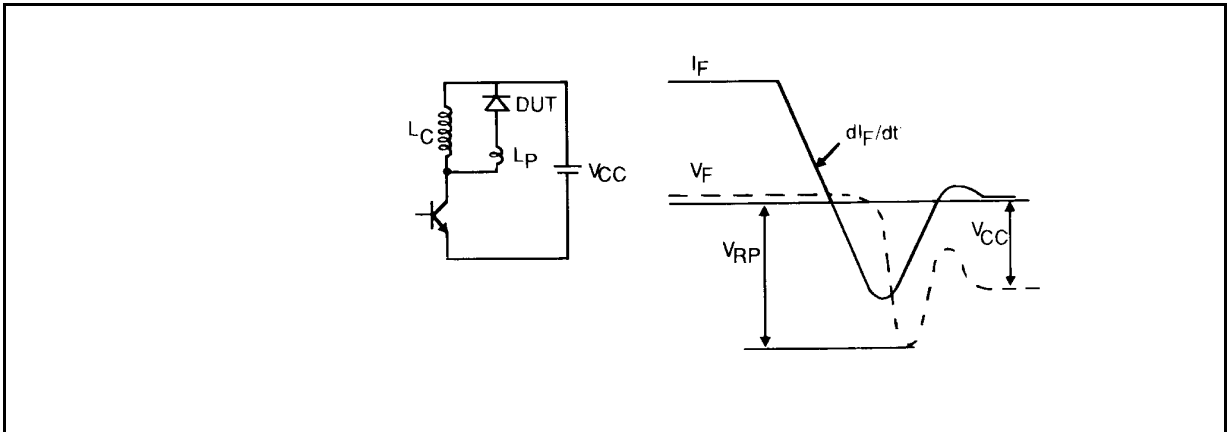 LC
DUT
LP
VCC
IF
dIF/dt
VF
VRP
VCC